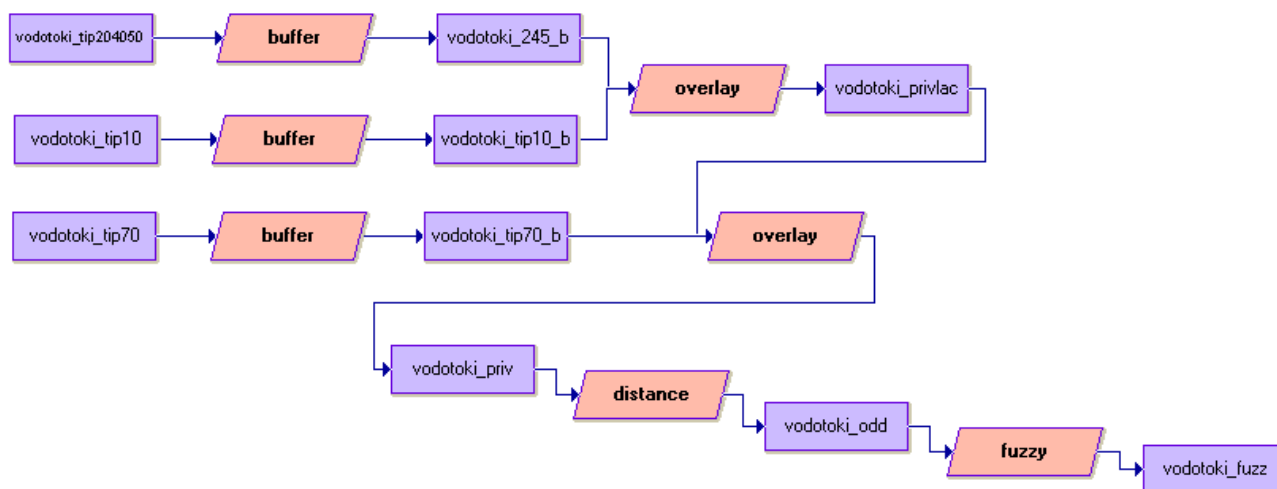 vodotoki_tip204050
buffer
vodotoki_245_b
overlay
vodotoki_privlac
vodotoki_tip10
buffer
vodotoki_tip10_b
vodotoki_tip70
buffer
vodotoki_tip70_b
overlay
vodotoki_priv
distance
vodotoki_odd
fuzzy
vodotoki_fuzz